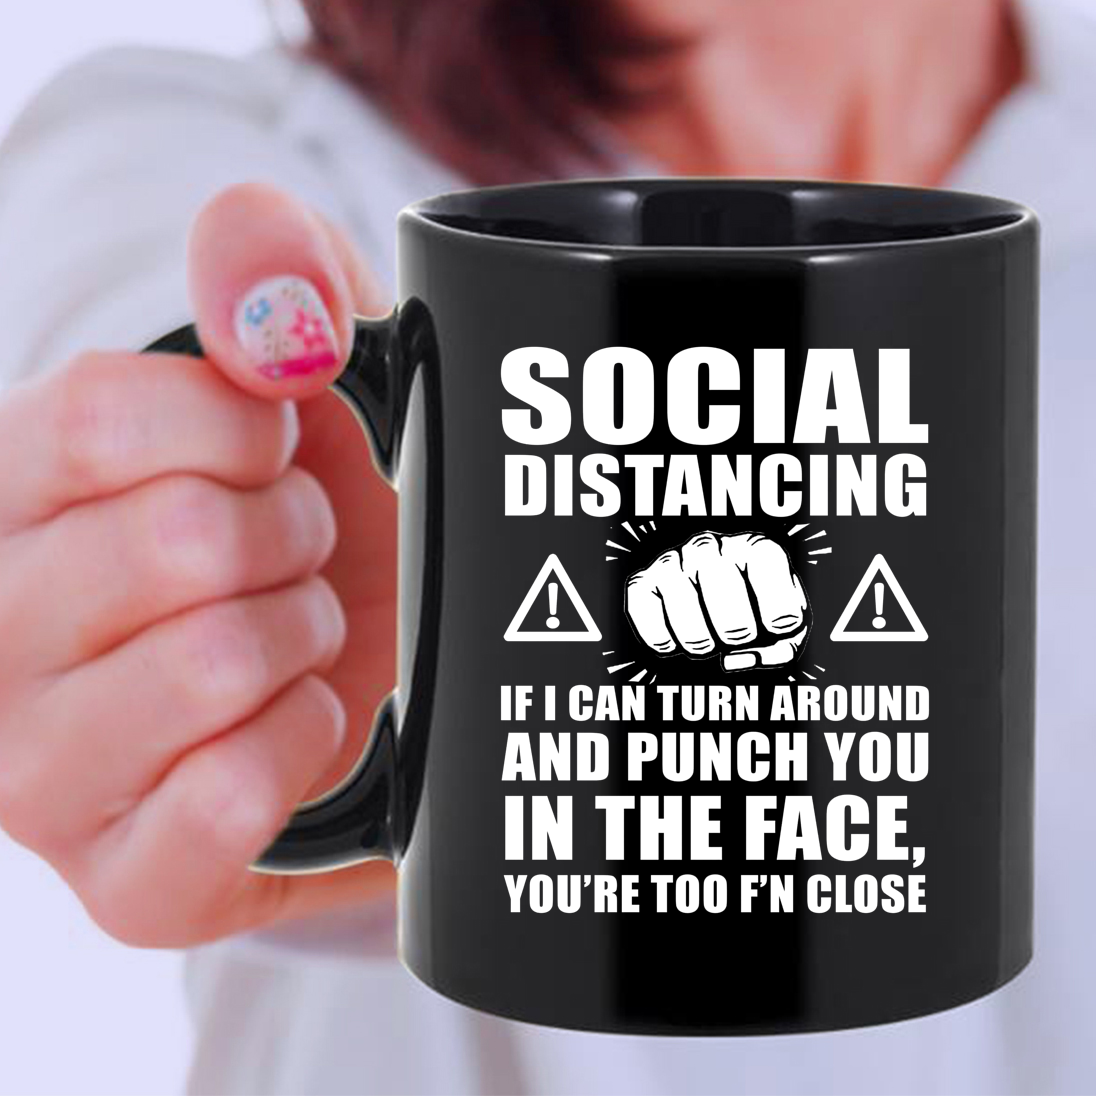 SOCIAL
DISTANCING
IF I CAN TURN AROUND
AND PUNCH YOU
IN THE FACE,
YOU'RE TOO F'N CLOSE